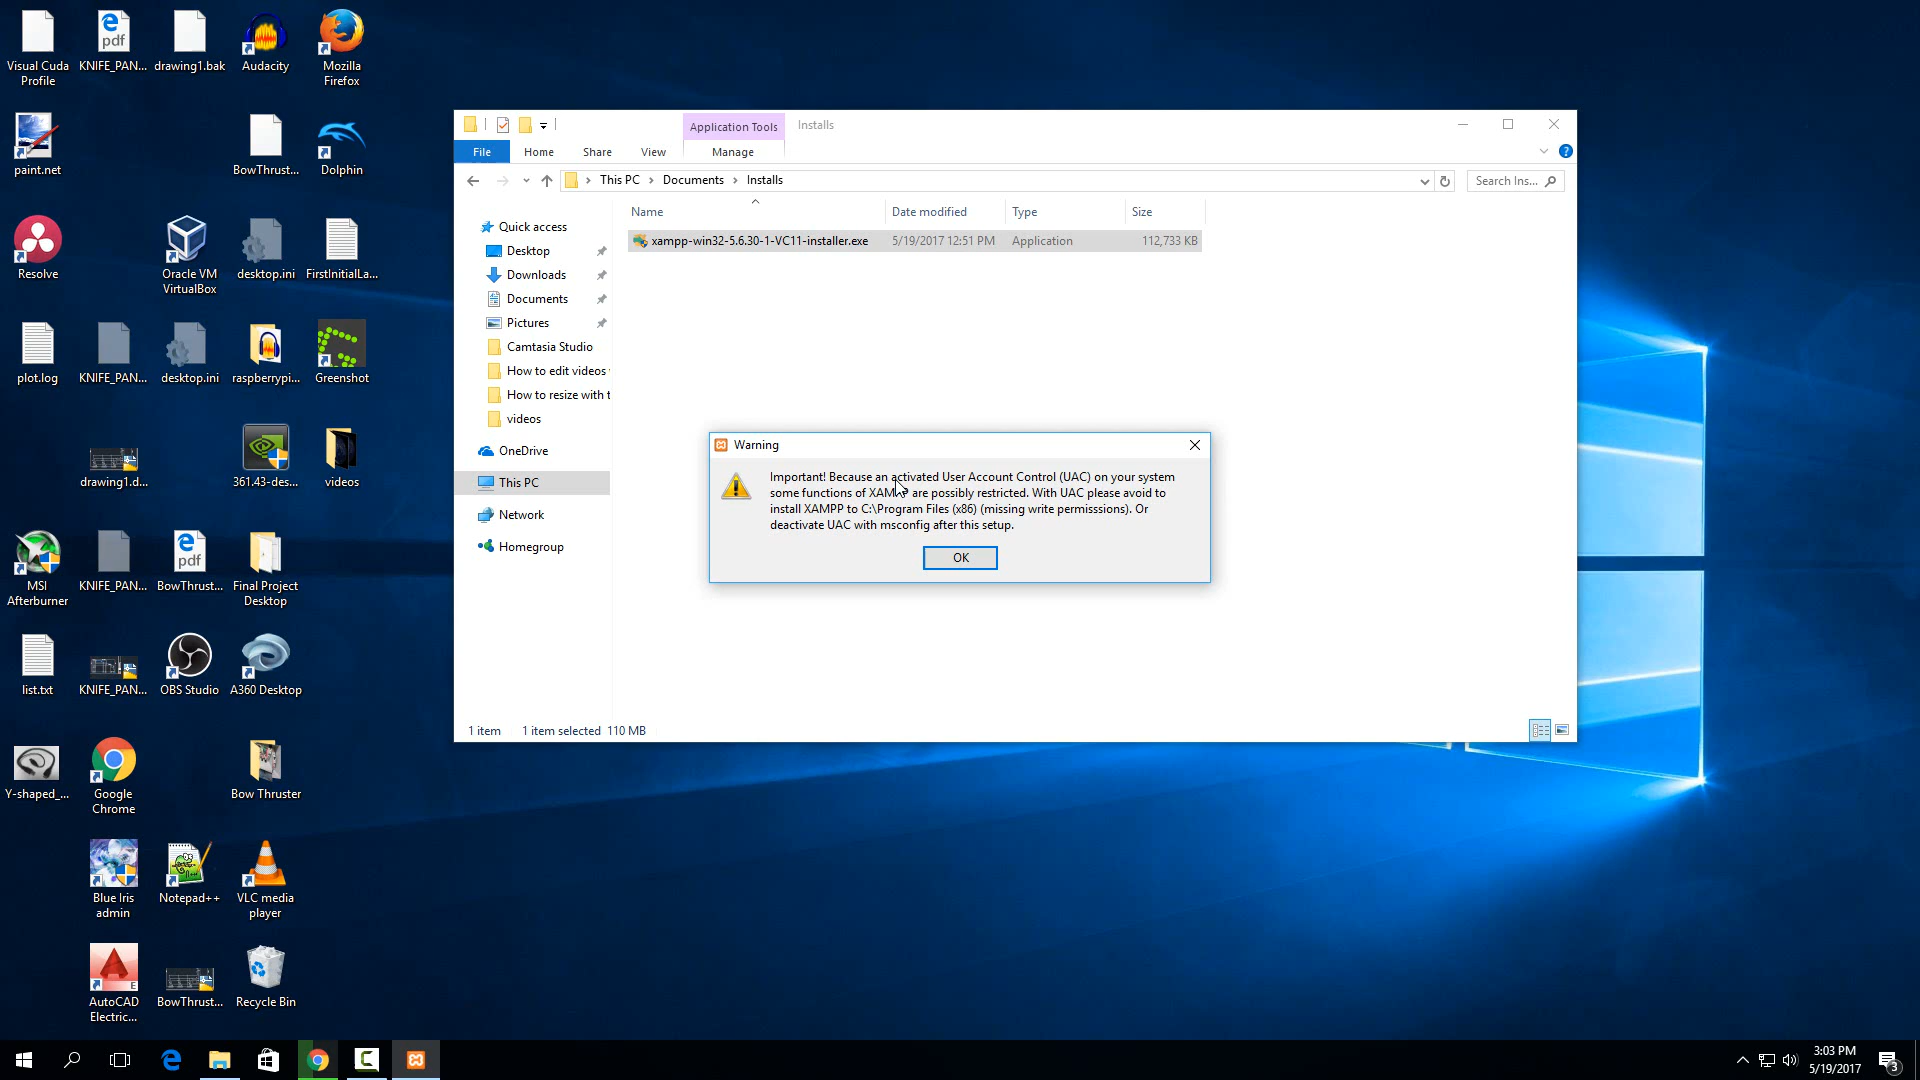 Visual Cuda
Profile
KNIFE_PAN...
drawing1.bak
Audacity
Mozilla
Firefox
paint.net
BowThrust...
Dolphin
Resolve
Oracle VM
VirtualBox
desktop.ini
FirstInitialLa...
plot.log
KNIFE_PAN...
desktop.ini
raspberrypi...
Greenshot
drawing1.d...
361.43-des...
videos
MSI
Afterburner
KNIFE_PAN...
BowThrust...
Final Project
Desktop
list.txt
KNIFE_PAN...
OBS Studio
A360 Desktop
Y-shaped_...
Google
Chrome
Bow Thruster
Blue Iris
admin
Notepad++
VLC media
player
AutoCAD
Electric...
BowThrust...
Recycle Bin
pdf
pdf
E
Application Tools
Installs
File
Home
Share
View
Manage
This PC
Documents
Installs
Search Ins...
Name
Date modified
Type
Size
xampp-win32-5.6.30-1-VC11-installer.exe
5/19/2017 12:51 PM
Application
112,733 KB
Quick access
Desktop
Downloads
Documents
Pictures
Camtasia Studio
How to edit videos
How to resize with t
videos
OneDrive
This PC
Network
Homegroup
1 item
1 item selected 110 MB
Warning
Important! Because an activated User Account Control (UAC) on your system
some functions of XAMPP are possibly restricted. With UAC please avoid to
install XAMPP to C:\Program Files (x86) (missing write permisssions). Or
deactivate UAC with msconfig after this setup.
OK
3:03 PM
5/19/2017
3